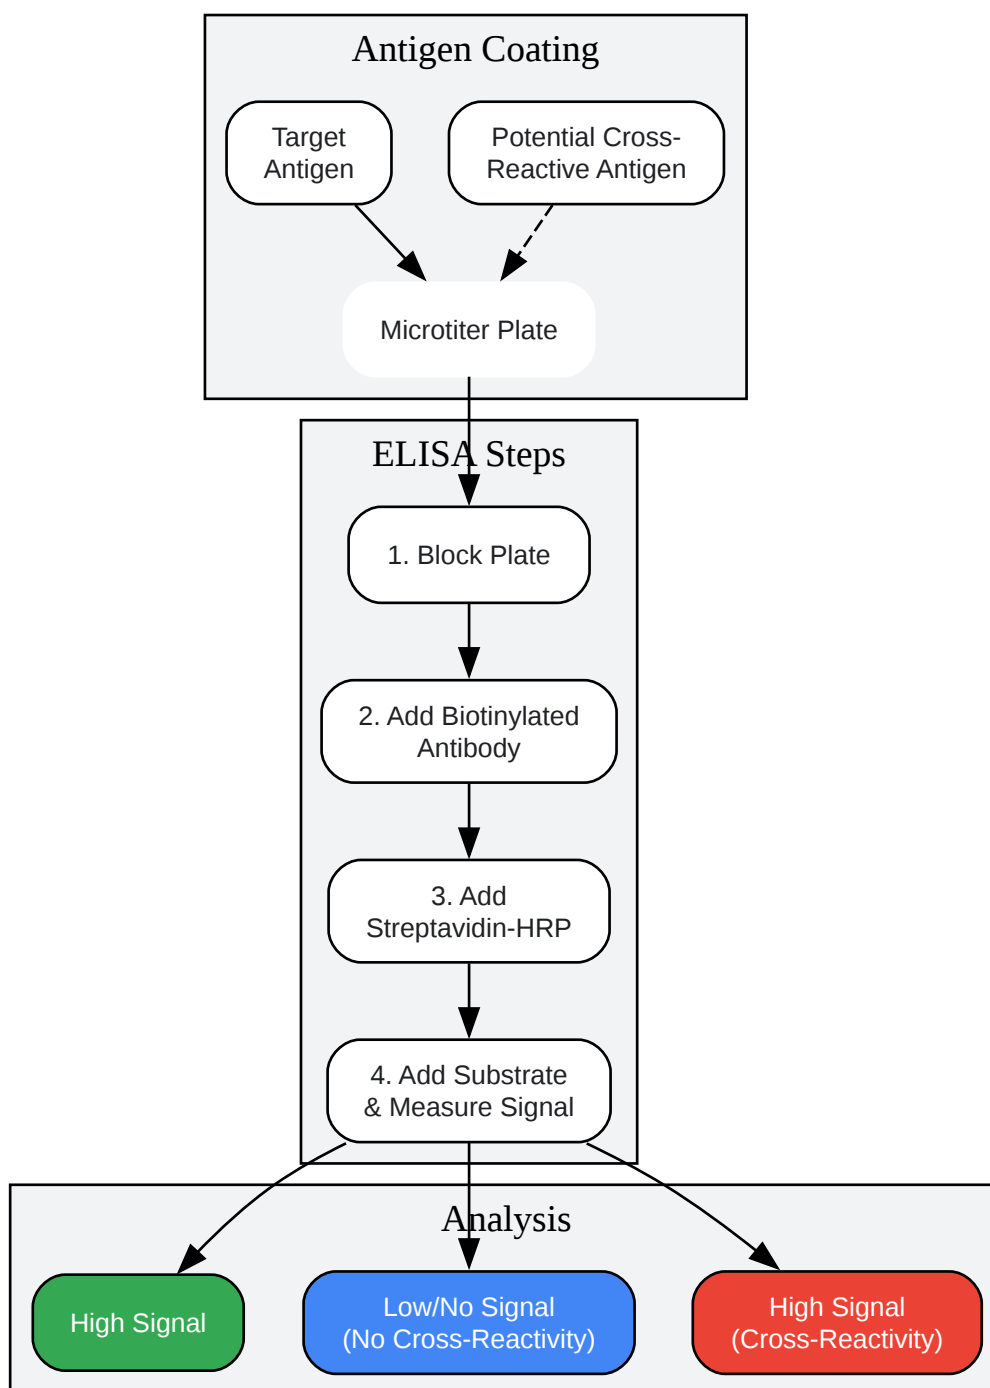 Antigen Coating
Target
Antigen
Potential Cross-
Reactive Antigen
Microtiter Plate
ELISA Steps
1. Block Plate
2. Add Biotinylated
Antibody
3. Add
Streptavidin-HRP
4. Add Substrate
& Measure Signal
Analysis
High Signal
Low/No Signal
(No Cross-Reactivity)
High Signal
(Cross-Reactivity)